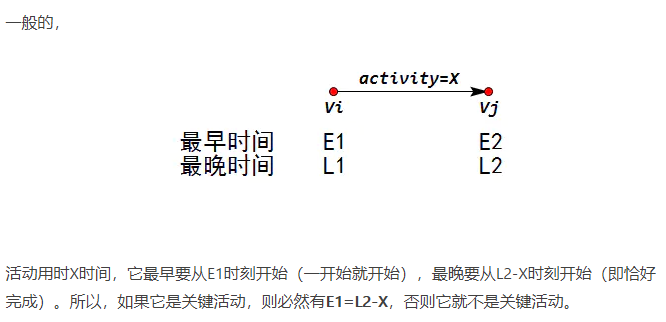 一般的，
activity=X
Vi Vj
最早时间 E1 E2
最晚时间 L1 L2
活动用时X时间，它最早要从E1时刻开始（一开始就开始），最晚要从L2-X时刻开始（即恰好
完成）。所以，如果它是关键活动，则必然有E1=L2-X，否则它就不是关键活动。